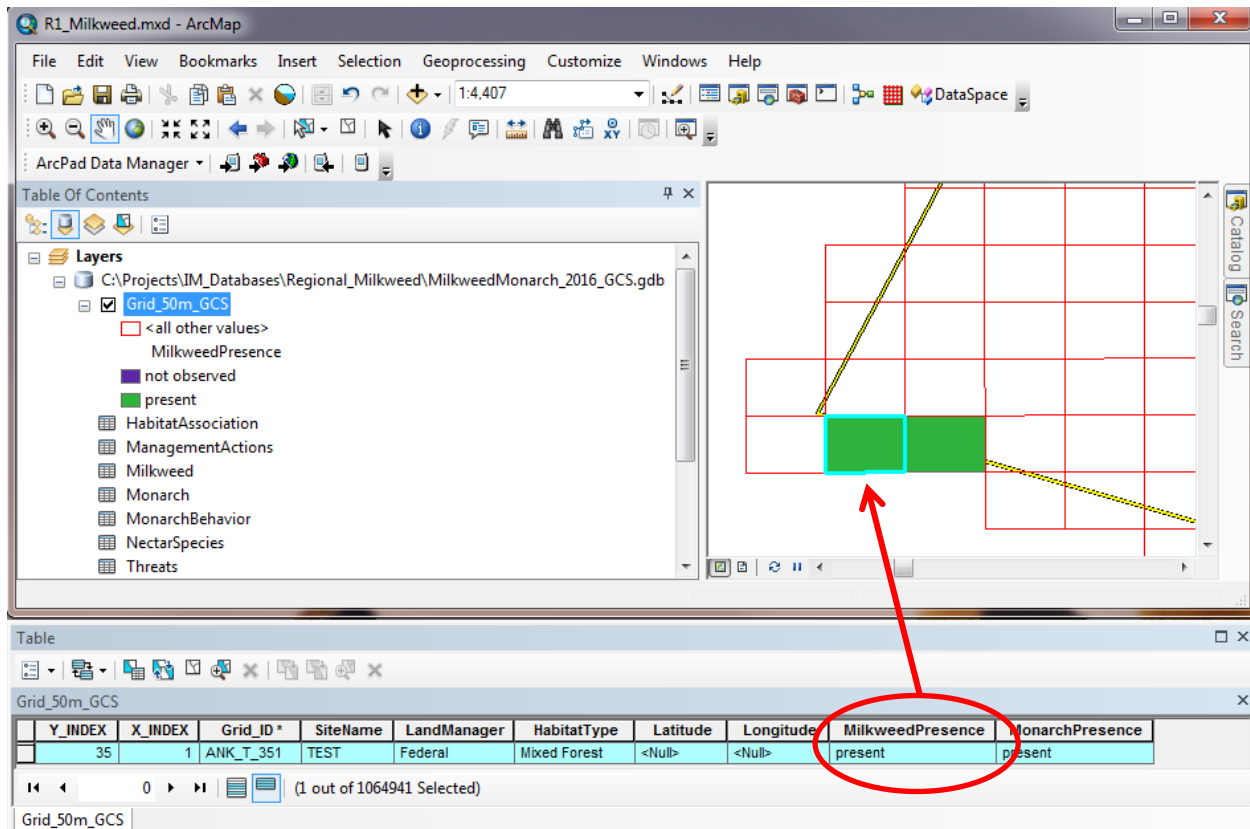 R1_Milkweed.mxd - ArcMap
File Edit View Bookmarks Insert Selection Geoprocessing Customize Windows Help
1:4,407
DataSpace
ArcPad Data Manager
Table Of Contents
Layers
C:\Projects\IM_Databases\Regional_Milkweed\MilkweedMonarch_2016_GCS.gdb
Grid_50m_GCS
<all other values>
MilkweedPresence
not observed
present
HabitatAssociation
ManagementActions
Milkweed
Monarch
MonarchBehavior
NectarSpecies
Threats
Catalog
Search
Table
Grid_50m_GCS
Y_INDEX X_INDEX Grid_ID * SiteName LandManager HabitatType Latitude Longitude MilkweedPresence MonarchPresence
35 1 ANK_T_351 TEST Federal Mixed Forest <Null> <Null> present present
0 (1 out of 1064941 Selected)
Grid_50m_GCS